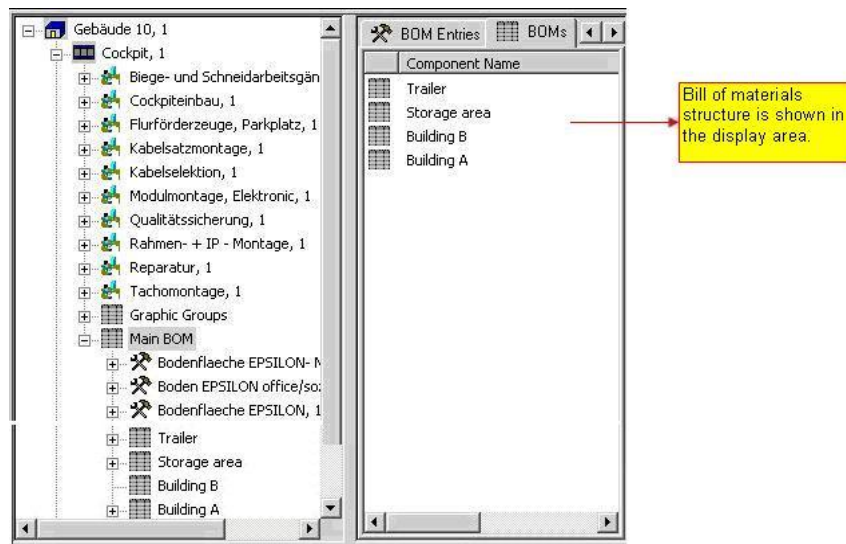 Gebäude 10, 1
Cockpit, 1
Biege- und Schneidarbeitsgän
Cockpiteinbau, 1
Flurförderzeuge, Parkplatz, 1
Kabelsatzmontage, 1
Kabelselektion, 1
Modulmontage, Elektronic, 1
Qualitätssicherung, 1
Rahmen- + IP - Montage, 1
Reparatur, 1
Tachomontage, 1
Graphic Groups
Main BOM
Bodenflaeche EPSILON-
Boden EPSILON office/soz
Bodenflaeche EPSILON, 1
Trailer
Storage area
Building B
Building A
BOM Entries BOMs
Component Name
Trailer
Storage area
Building B
Building A
Bill of materials
structure is shown in
the display area.